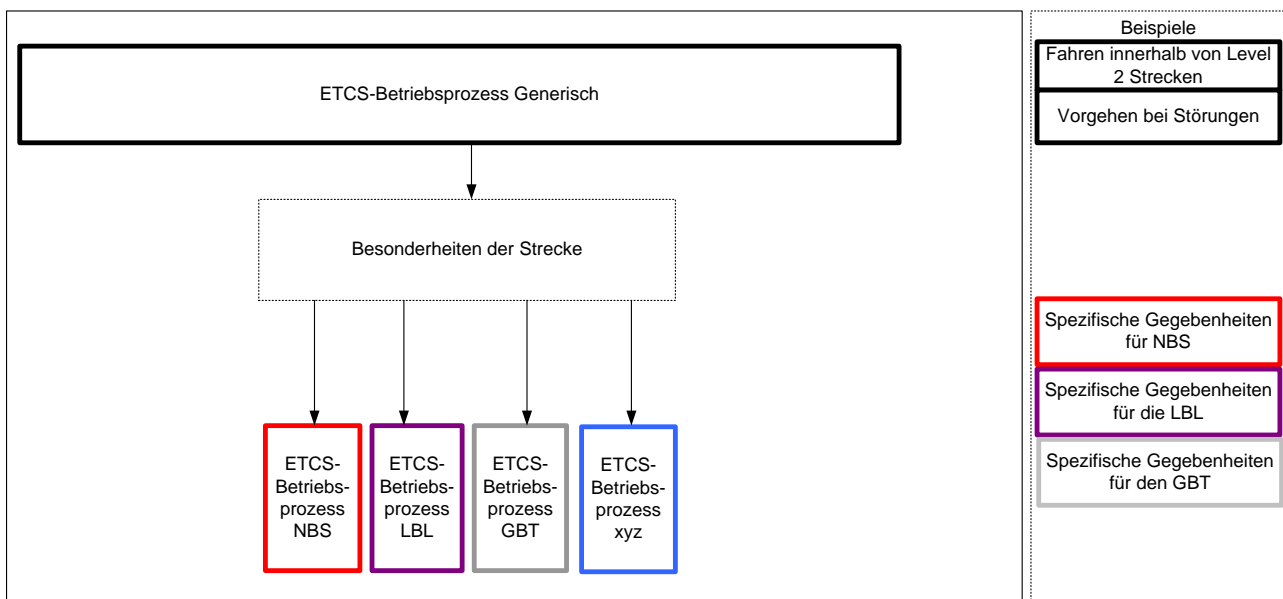 ETCS-Betriebsprozess Generisch
Besonderheiten der Strecke
ETCS-
Betriebs-
prozess
NBS
ETCS-
Betriebs-
prozess
LBL
ETCS-
Betriebs-
prozess
GBT
ETCS-
Betriebs-
prozess
xyz
Beispiele
Fahren innerhalb von Level
2 Strecken
Vorgehen bei Störungen
Spezifische Gegebenheiten
für NBS
Spezifische Gegebenheiten
für die LBL
Spezifische Gegebenheiten
für den GBT